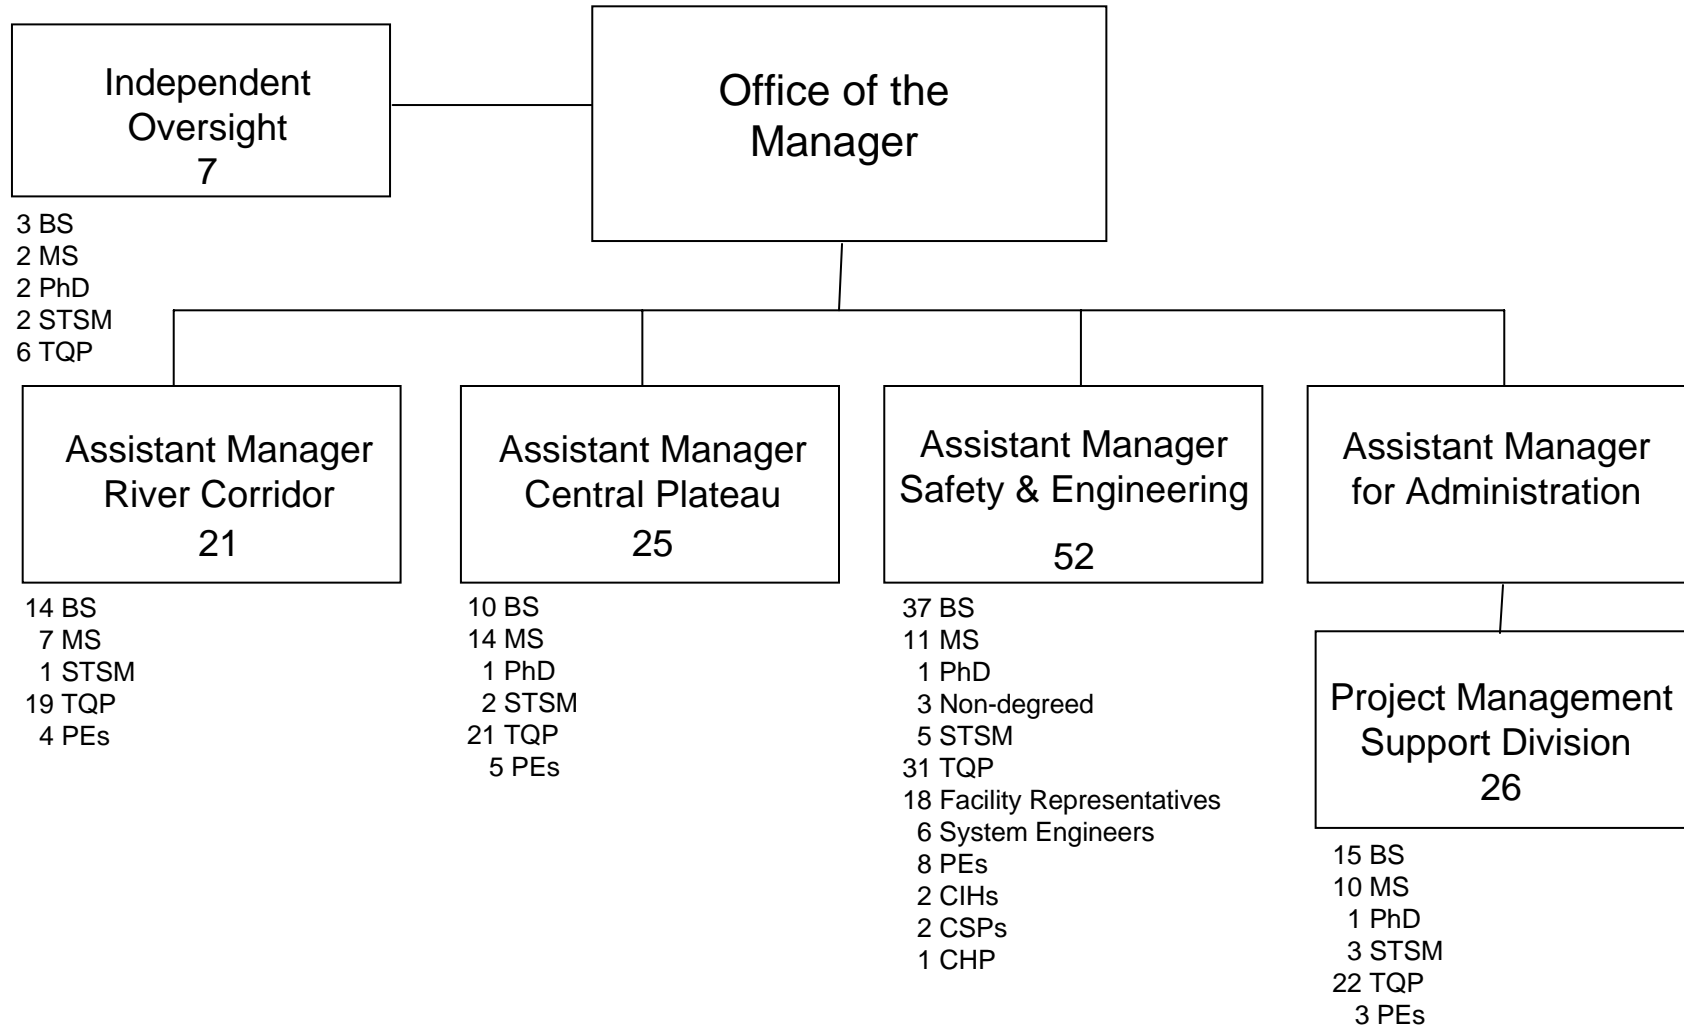 Independent
Oversight
7
3 BS
2 MS
2 PhD
2 STSM
6 TQP
Office of the
Manager
Assistant Manager
River Corridor
21
14 BS
7 MS
1 STSM
19 TQP
4 PEs
Assistant Manager
Central Plateau
25
10 BS
14 MS
1 PhD
2 STSM
21 TQP
5 PEs
Assistant Manager
Safety & Engineering
52
37 BS
11 MS
1 PhD
3 Non-degreed
5 STSM
31 TQP
18 Facility Representatives
6 System Engineers
8 PEs
2 CIHs
2 CSPs
1 CHP
Assistant Manager
for Administration
Project Management
Support Division
26
15 BS
10 MS
1 PhD
3 STSM
22 TQP
3 PEs